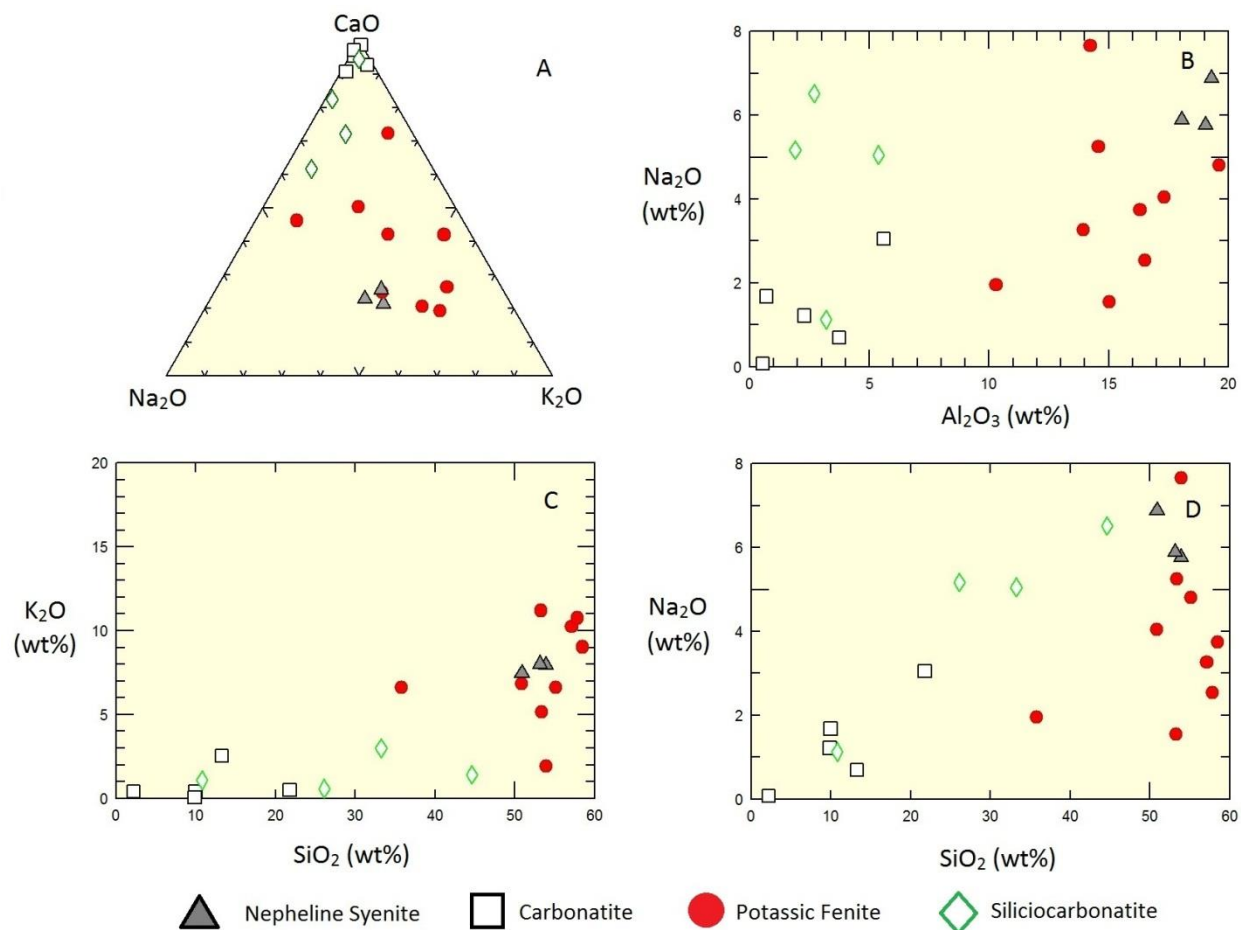 CaO
A
Na₂O
K₂O
8
6
4
2
0
B
Na₂O
(wt%)
0
5
10
15
20
Al₂O₃ (wt%)
20
15
10
5
0
C
K₂O
(wt%)
0
10
20
30
40
50
60
SiO₂ (wt%)
8
6
4
2
0
D
Na₂O
(wt%)
0
10
20
30
40
50
60
SiO₂ (wt%)
Nepheline Syenite
Carbonatite
Potassic Fenite
Siliciocarbonatite